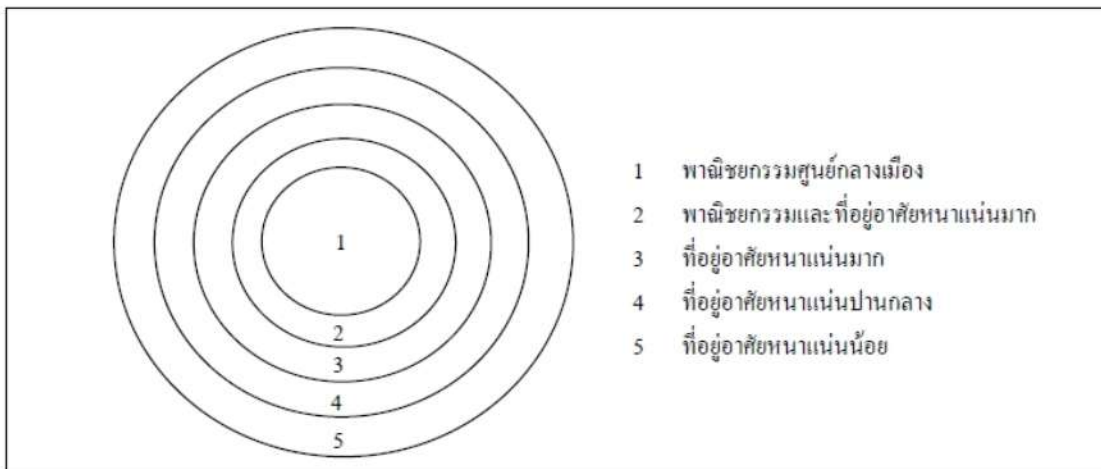 1 พาณิชยกรรมศูนย์กลางเมือง
2 พาณิชยกรรมและ ที่อยู่อาศัยหนาแน่นมาก
3 ที่อยู่อาศัยหนาแน่นมาก
4 ที่อยู่อาศัยหนาแน่นปานกลาง
5 ที่อยู่อาศัยหนาแน่นน้อย
1
2
3
4
5